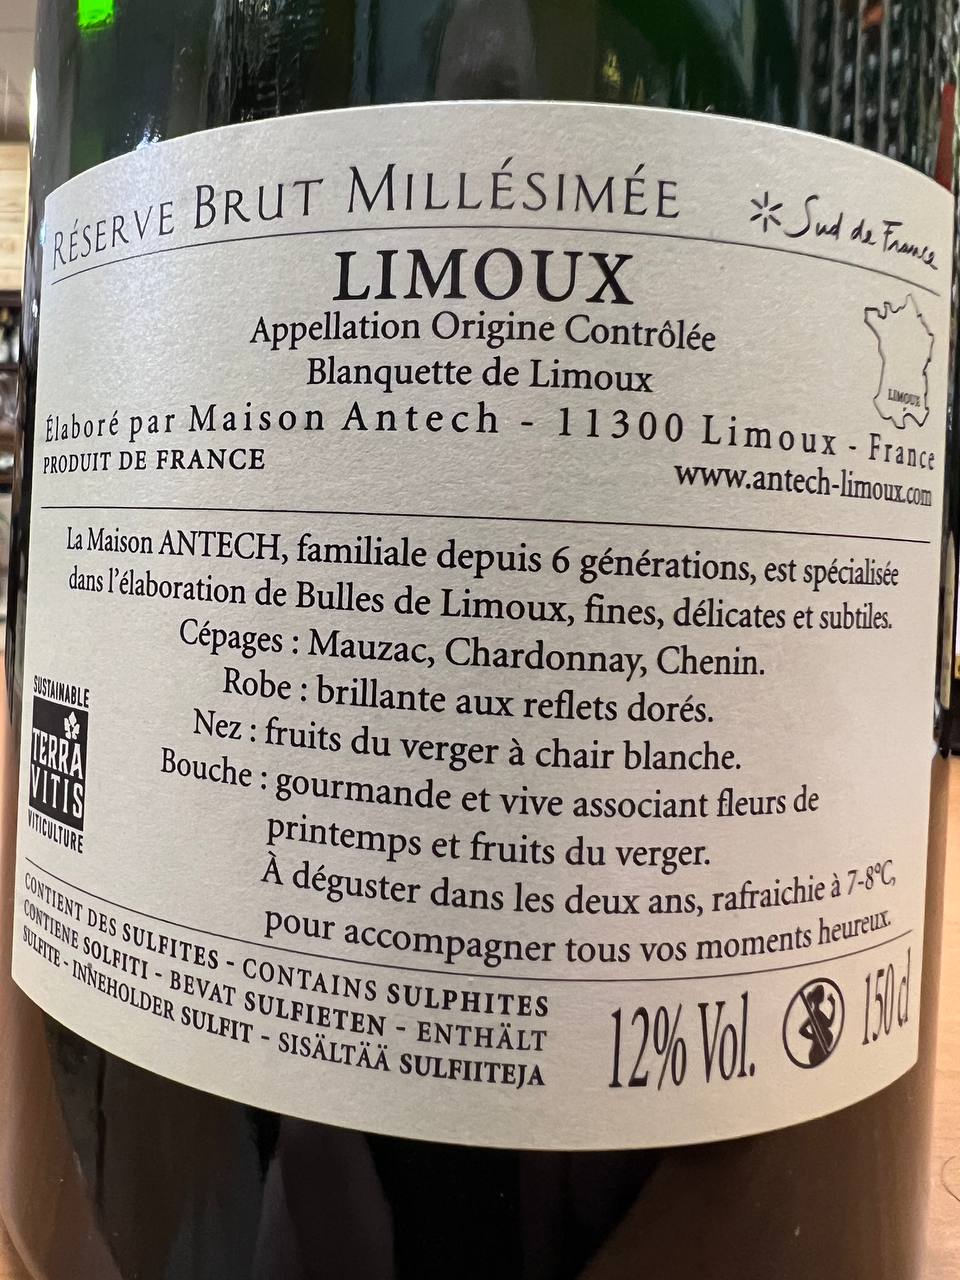 RÉSERVE BRUT MILLÉSIMÉE
Sud de France
LIMOUX
Appellation Origine Contrôlée
Blanquette de Limoux
LIMOUX
Élaboré par Maison Antech - 11300 Limoux - France
PRODUIT DE FRANCE
www.antech-limoux.com
La Maison ANTECH, familiale depuis 6 générations, est spécialisée
dans l'élaboration de Bulles de Limoux, fines, délicates et subtiles.
Cépages : Mauzac, Chardonnay, Chenin.
Robe : brillante aux reflets dorés.
Nez : fruits du verger à chair blanche.
Bouche : gourmande et vive associant fleurs de
printemps et fruits du verger.
À déguster dans les deux ans, rafraichie à 7-8°C,
pour accompagner tous vos moments heureux.
SUSTAINABLE
TERRA
VITIS
VITICULTURE
CONTIENT DES SULFITES - CONTAINS SULPHITES
CONTIENE SOLFITI - BEVAT SULFIETEN - ENTHÄLT
SULFITE - INNEHOLDER SULFIT - SISÄLTÄÄ SULFIITEJA
12% Vol.
150 cl